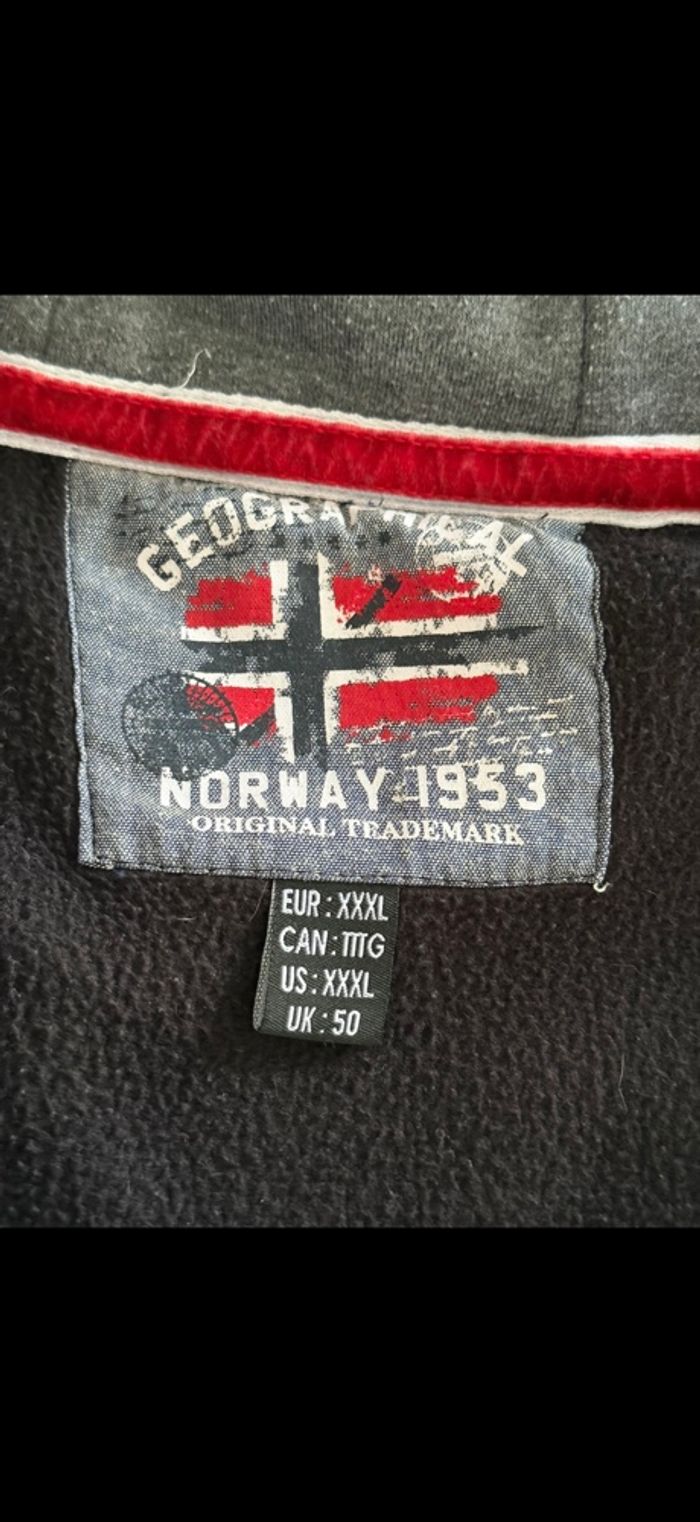 GEOGRAPHICAL
NORWAY 1953
ORIGINAL TRADEMARK
EUR : XXXL
CAN : TTTG
US : XXXL
UK : 50